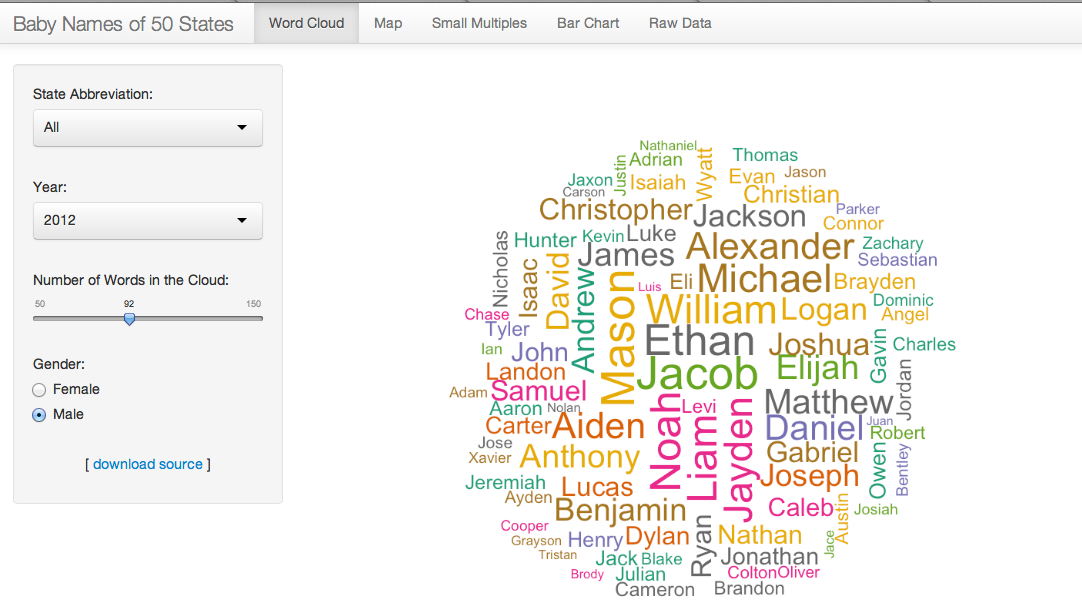 Baby Names of 50 States Word Cloud Map Small Multiples Bar Chart Raw Data
State Abbreviation:
All
Year:
2012
Number of Words in the Cloud:
50 92 150
Gender:
Female
Male
[ download source ]
Nathaniel
Justin
Adrian
Wyatt
Thomas
Jaxon
Isaiah
Evan
Jason
Carson
Christian
Christopher
Jackson
Parker
Connor
Nicholas
Hunter
Kevin
Luke
James
Alexander
Zachary
Sebastian
Isaac
David
Andrew
Mason
Luis
Eli
Michael
Brayden
Chase
William
Logan
Dominic
Angel
Tyler
Ian
John
Ethan
Joshua
Gavin
Charles
Landon
Jacob
Elijah
Jordan
Adam
Samuel
Aaron
Nolan
Noah
Levi
Liam
Jayden
Matthew
Carter
Aiden
Daniel
Juan
Robert
Jose
Xavier
Anthony
Gabriel
Owen
Bentley
Jeremiah
Lucas
Joseph
Ayden
Benjamin
Caleb
Austin
Josiah
Cooper
Grayson
Henry
Dylan
Ryan
Nathan
Jace
Tristan
Jack
Blake
Jonathan
Brody
Julian
Colton
Oliver
Cameron
Brandon